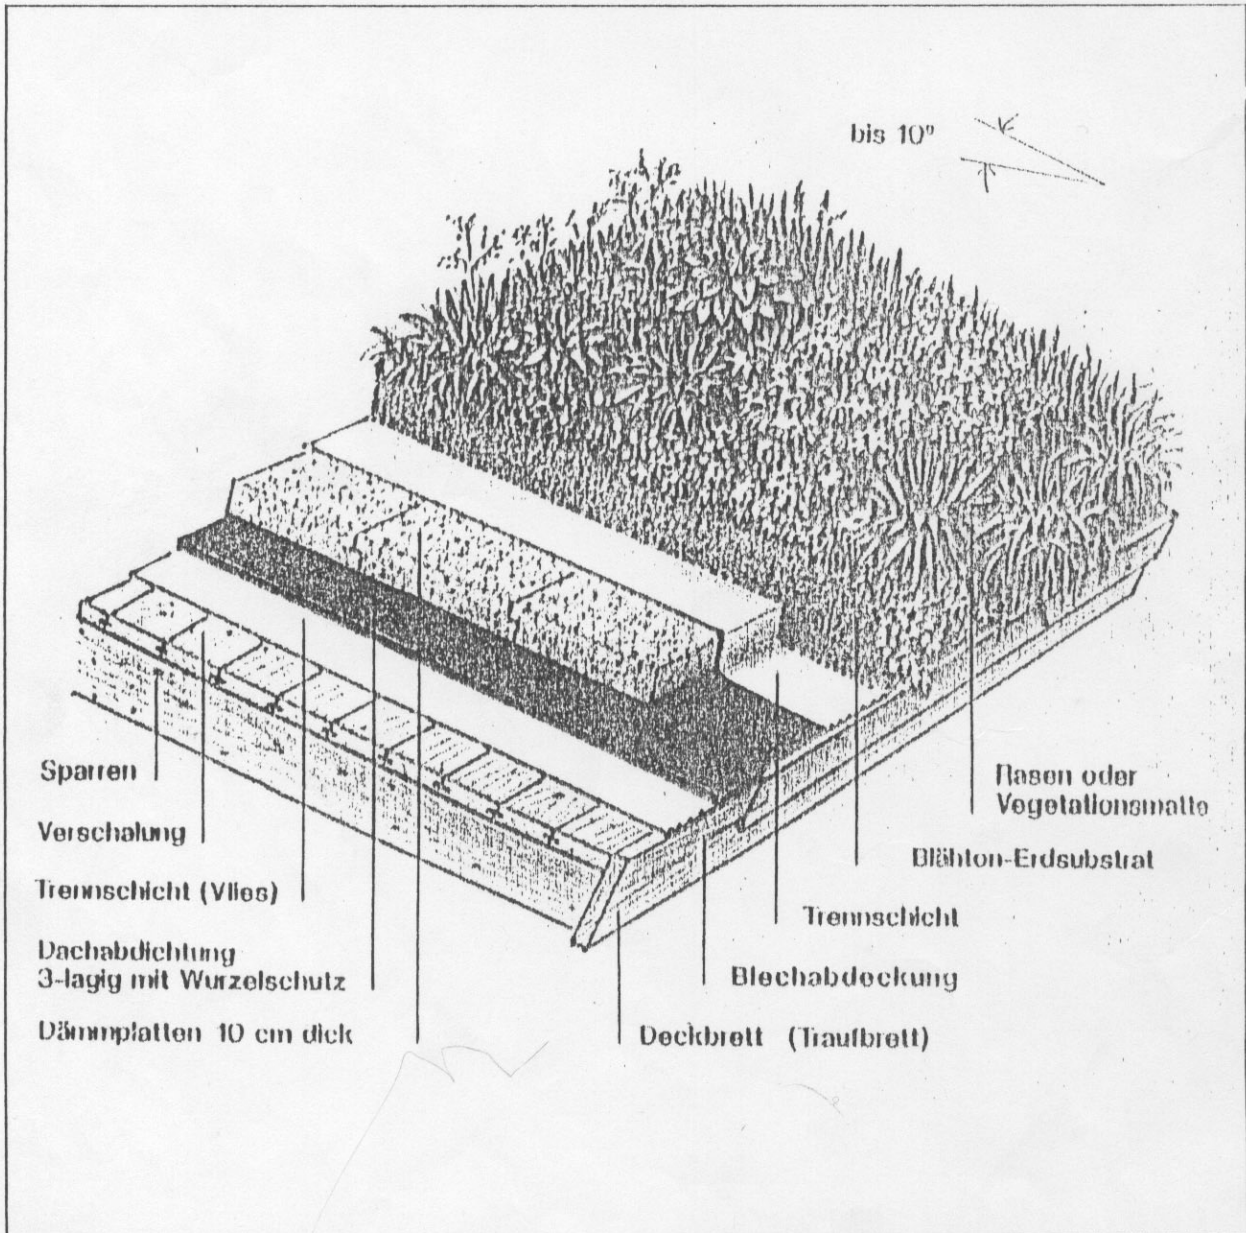 bis 10°
Sparren
Verschalung
Trennschicht (Vlies)
Dachabdichtung
3-lagig mit Wurzelschutz
Dämmplatten 10 cm dick
Rasen oder
Vegetationsmatte
Blähton-Erdsubstrat
Trennschicht
Blechabdeckung
Deckbrett (Traufbrett)